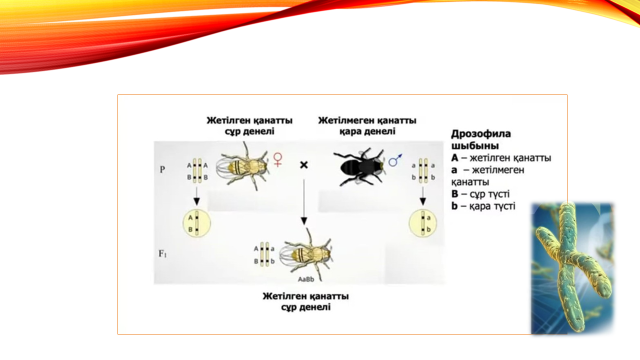 Жетілген қанатты
сұр денелі
Жетілмеген қанатты
қара денелі
Дрозофила
шыбыны
A – жетілген қанатты
a – жетілмеген
қанатты
B – сұр түсті
b – қара түсті
P
A A
B B
♀
×
♂
a a
b b
A
B
a
b
F₁
A a
B b
AaBb
Жетілген қанатты
сұр денелі